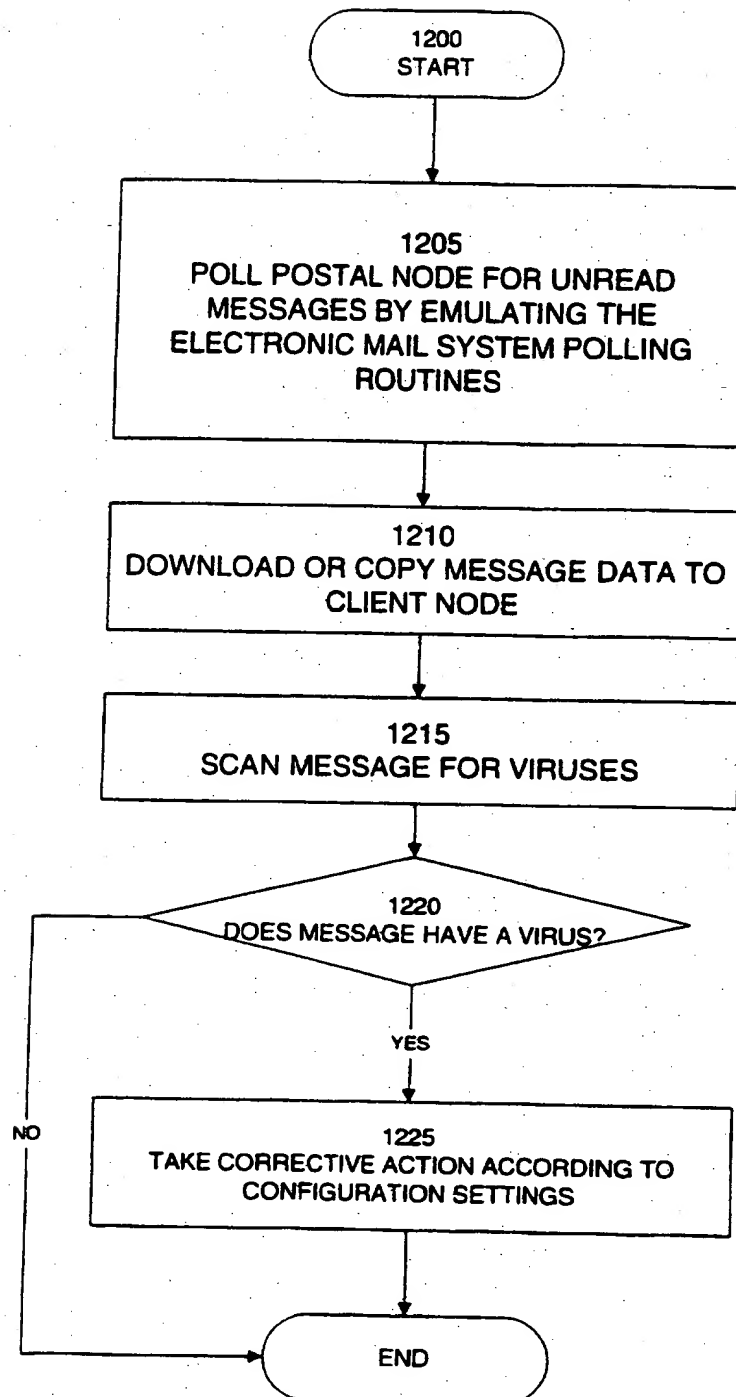 1200
START
1205
POLL POSTAL NODE FOR UNREAD
MESSAGES BY EMULATING THE
ELECTRONIC MAIL SYSTEM POLLING
ROUTINES
1210
DOWNLOAD OR COPY MESSAGE DATA TO
CLIENT NODE
1215
SCAN MESSAGE FOR VIRUSES
1220
DOES MESSAGE HAVE A VIRUS?
YES
NO
1225
TAKE CORRECTIVE ACTION ACCORDING TO
CONFIGURATION SETTINGS
END